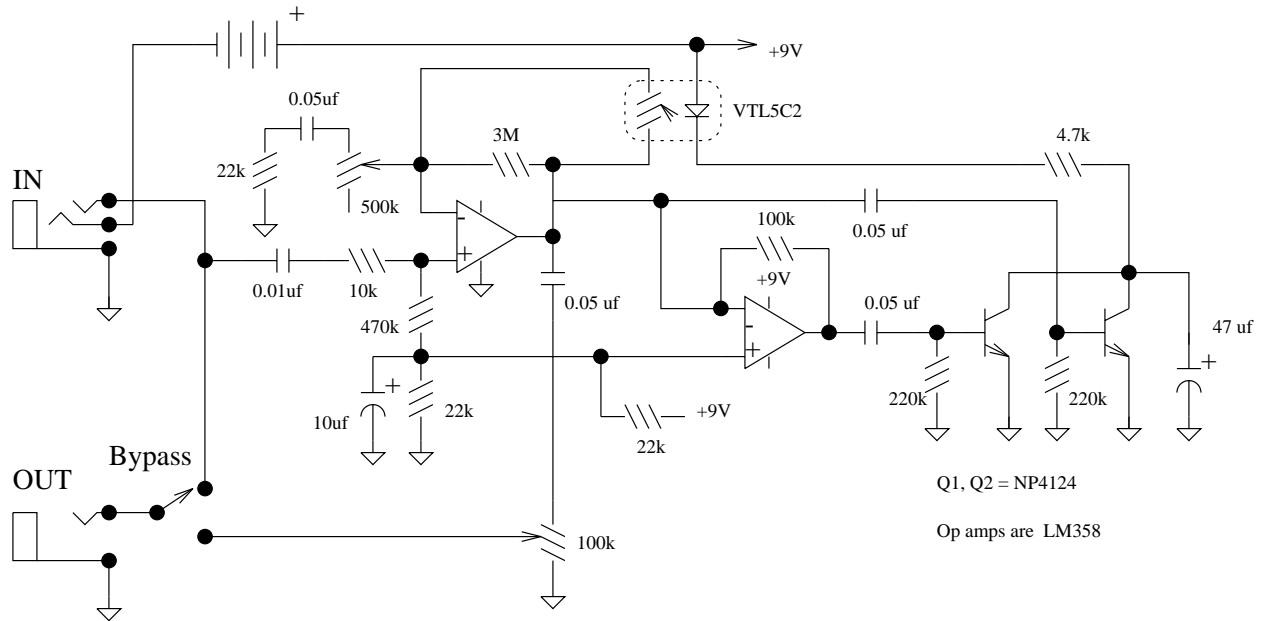 +
+9V
0.05uf
VTL5C2
3M
4.7k
22k
IN
500k
-
+
100k
0.05 uf
0.01uf
10k
+9V
0.05 uf
0.05 uf
470k
-
+
47 uf
+
+
10uf
22k
+9V
22k
220k
220k
Bypass
OUT
Q1, Q2 = NP4124
100k
Op amps are LM358